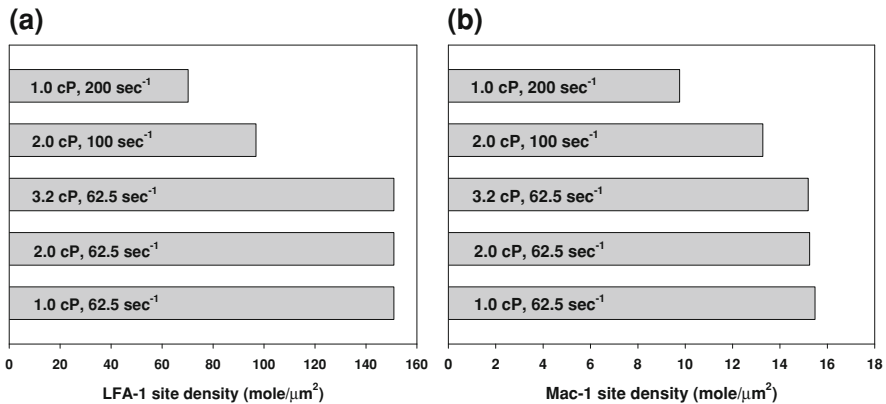 (a)
1.0 cP, 200 sec⁻¹
2.0 cP, 100 sec⁻¹
3.2 cP, 62.5 sec⁻¹
2.0 cP, 62.5 sec⁻¹
1.0 cP, 62.5 sec⁻¹
0 20 40 60 80 100 120 140 160
LFA-1 site density (mole/μm²)
(b)
1.0 cP, 200 sec⁻¹
2.0 cP, 100 sec⁻¹
3.2 cP, 62.5 sec⁻¹
2.0 cP, 62.5 sec⁻¹
1.0 cP, 62.5 sec⁻¹
0 2 4 6 8 10 12 14 16 18
Mac-1 site density (mole/μm²)